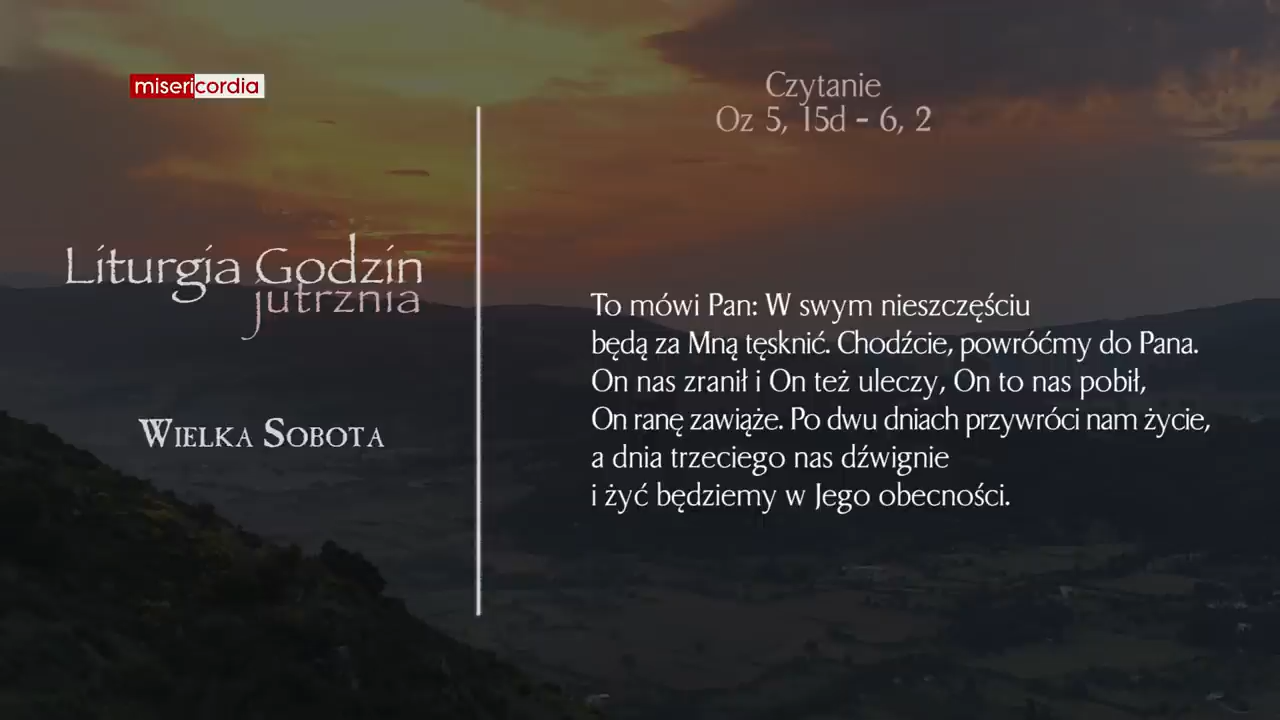 misericordia
Liturgia Godzin
jutrznia
Wielka Sobota
Czytanie
Oz 5, 15d - 6, 2
To mówi Pan: W swym nieszczęściu
będą za Mną tęsknić. Chodźcie, powróćmy do Pana.
On nas zranił i On też uleczy, On to nas pobił,
On ranę zawiąże. Po dwu dniach przywróci nam życie,
a dnia trzeciego nas dźwignie
i żyć będziemy w Jego obecności.